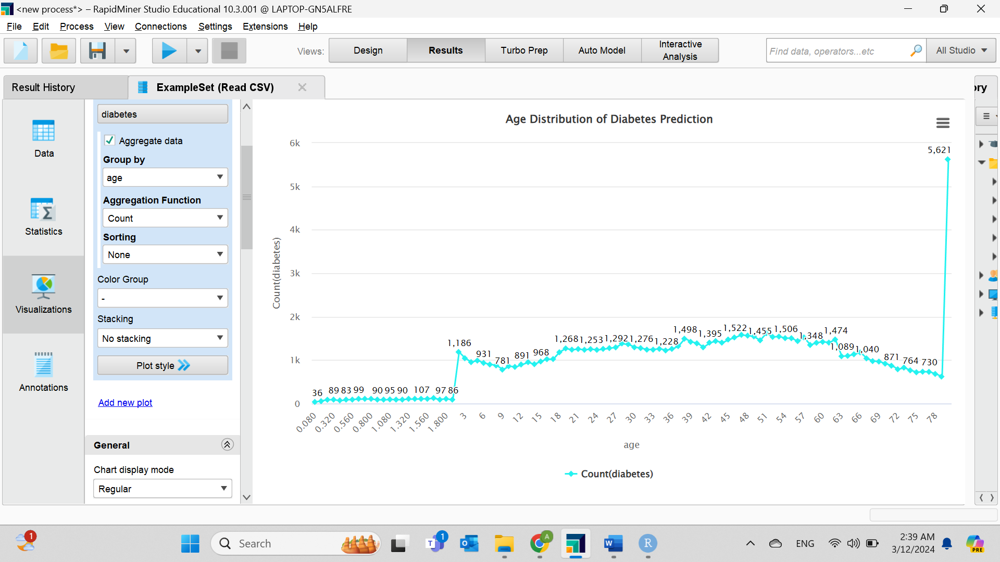 <new process*> – RapidMiner Studio Educational 10.3.001 @ LAPTOP-GN5ALFRE
File Edit Process View Connections Settings Extensions Help
Views: Design Results Turbo Prep Auto Model Interactive Analysis
Find data, operators...etc
All Studio
Result History
ExampleSet (Read CSV)
ry
Data
Statistics
Visualizations
Annotations
diabetes
Aggregate data
Group by
age
Aggregation Function
Count
Sorting
None
Color Group
-
Stacking
No stacking
Plot style
Add new plot
General
Chart display mode
Regular
Age Distribution of Diabetes Prediction
6k
5k
4k
3k
2k
1k
0
Count(diabetes)
36 89 83 99 90 95 90 107 97 86
1,186 931 781 891 968 1,268 1,253 1,292 1,276 1,228 1,498 1,395 1,522 1,455 1,506 1,348 1,474 1,089 1,040 871 764 730
5,621
0.080 0.320 0.560 0.800 1.080 1.320 1.560 1.800 3 6 9 12 15 18 21 24 27 30 33 36 39 42 45 48 51 54 57 60 63 66 69 72 75 78
age
Count(diabetes)
1
Search
T
1
O
A
W
R
ENG
2:39 AM
3/12/2024
PRE